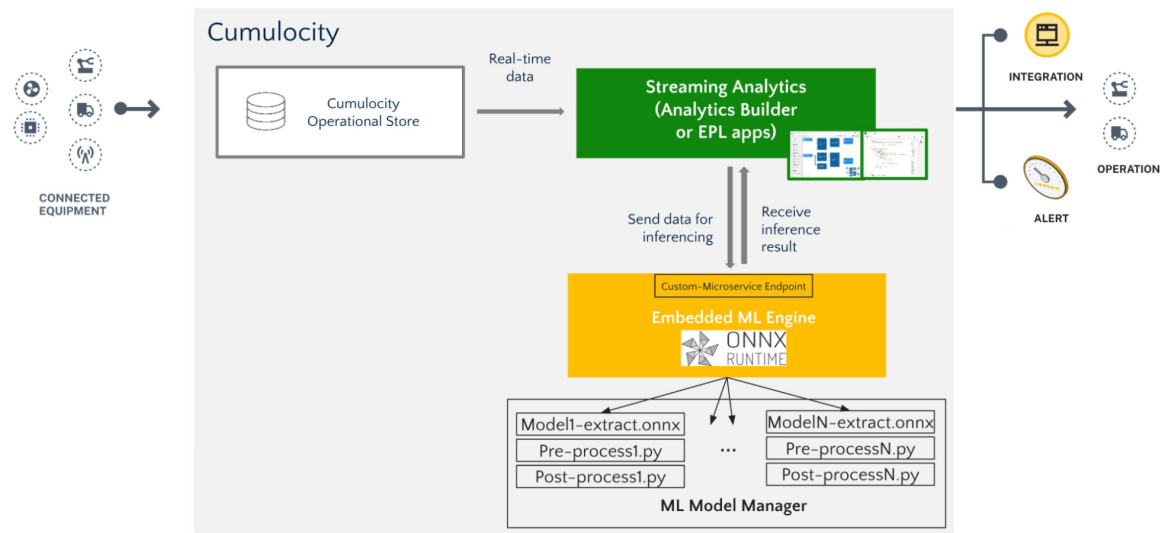 Cumulocity
Real-time
data
Cumulocity
Operational Store
Streaming Analytics
(Analytics Builder
or EPL apps)
CONNECTED
EQUIPMENT
INTEGRATION
OPERATION
ALERT
Send data for
inferencing
Receive
inference
result
Custom-Microservice Endpoint
Embedded ML Engine
ONNX
RUNTIME
Model1-extract.onnx
Pre-process1.py
Post-process1.py
...
ModelN-extract.onnx
Pre-processN.py
Post-processN.py
ML Model Manager